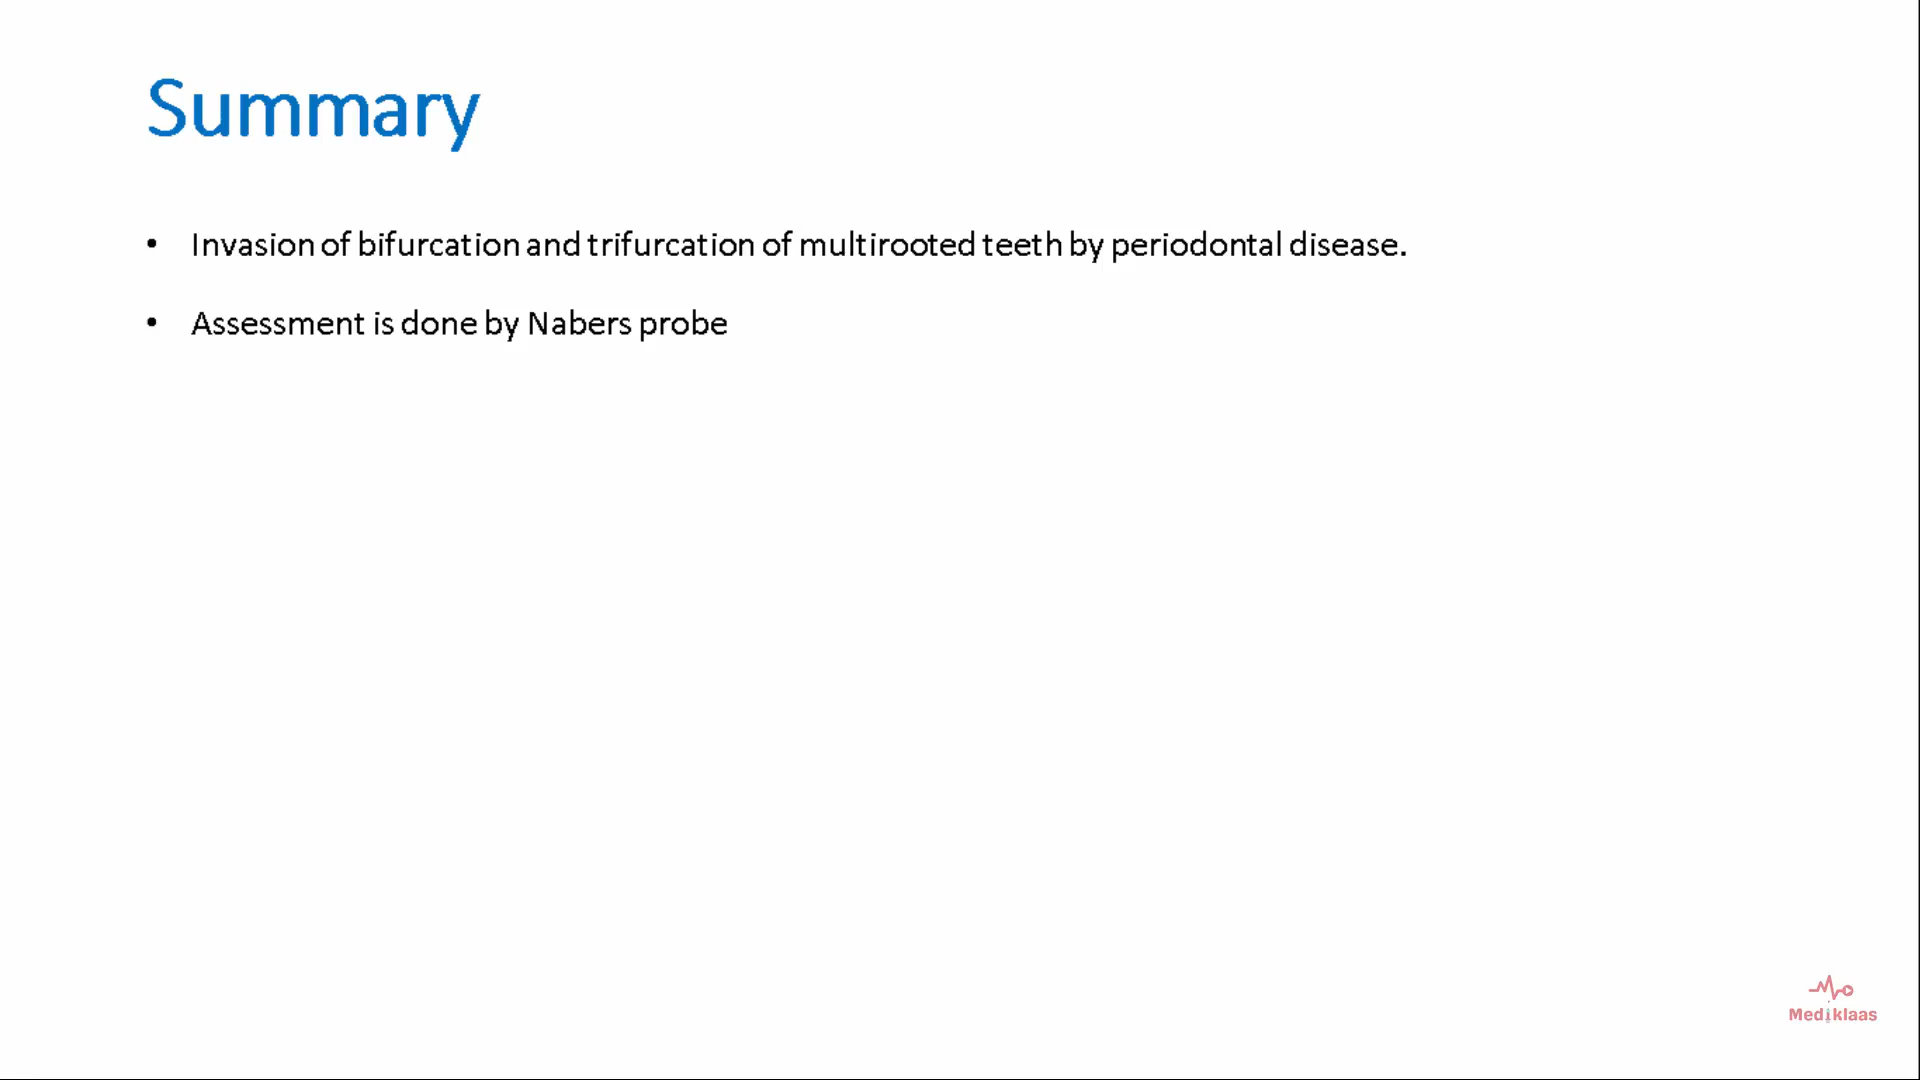 Summary
• Invasion of bifurcation and trifurcation of multirooted teeth by periodontal disease.
• Assessment is done by Nabers probe
Mediklaas